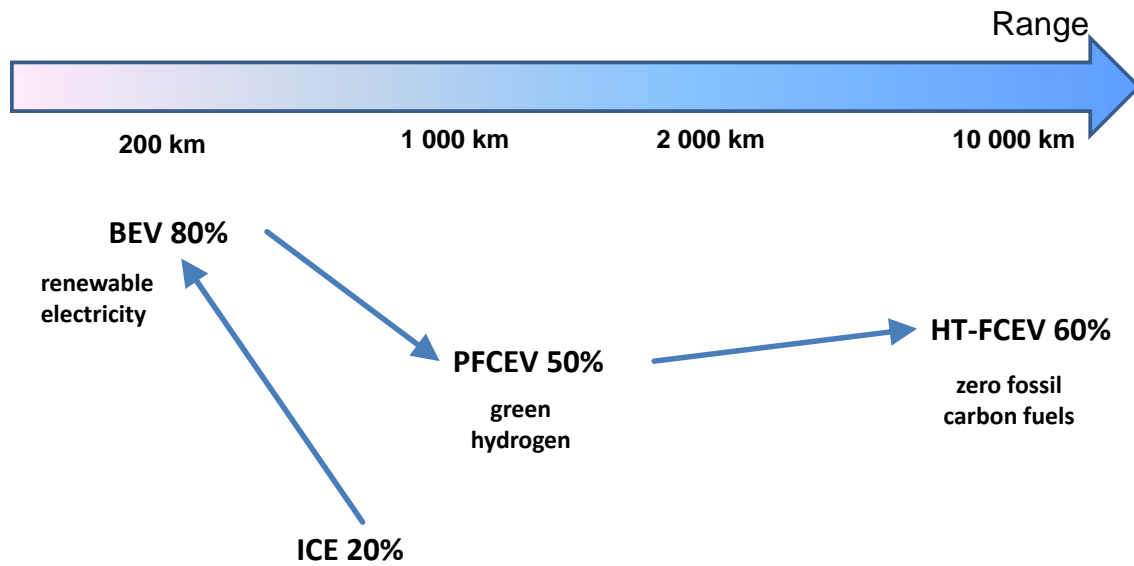 Range
200 km
1 000 km
2 000 km
10 000 km
BEV 80%
renewable
electricity
PFCEV 50%
green
hydrogen
HT-FCEV 60%
zero fossil
carbon fuels
ICE 20%